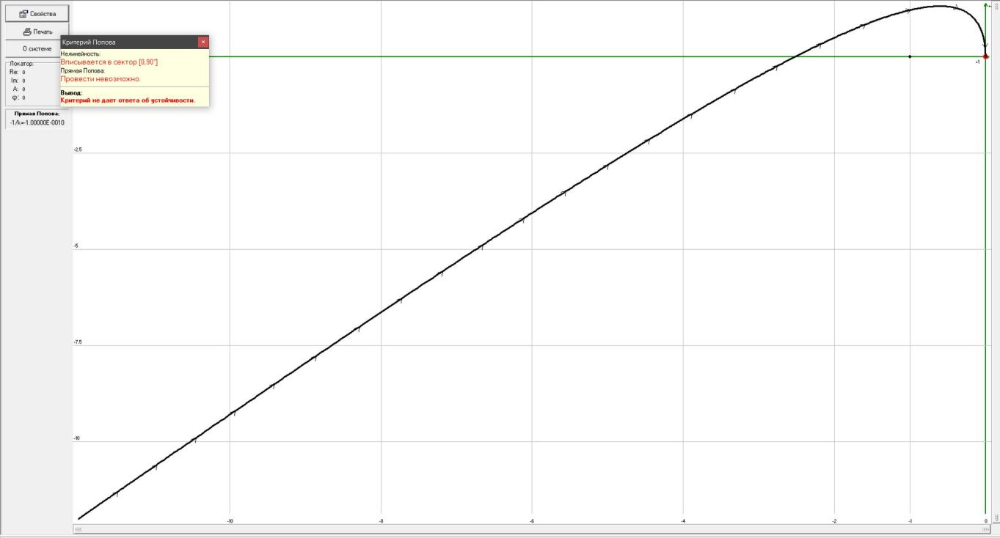 Свойства
Печать
О системе
Локатор:
Re: 0
Im: 0
A: 0
φ: 0
Прямая Попова:
-1/k=-1.00000E-0010
Критерий Попова
Нелинейность:
Вписывается в сектор [0,90°]
Прямая Попова:
Провести невозможно.
Вывод:
Критерий не дает ответа об устойчивости.
+1
-2.5
-5
-7.5
-10
-10
-8
-6
-4
-2
-1
0